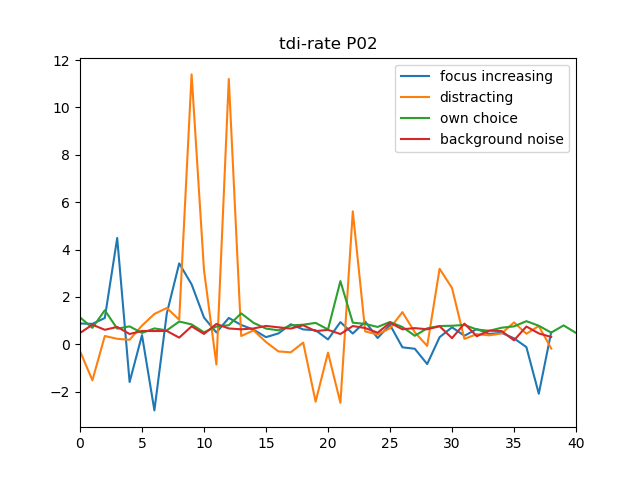 tdi-rate P02
focus increasing
distracting
own choice
background noise
12
10
8
6
4
2
0
−2
0 5 10 15 20 25 30 35 40